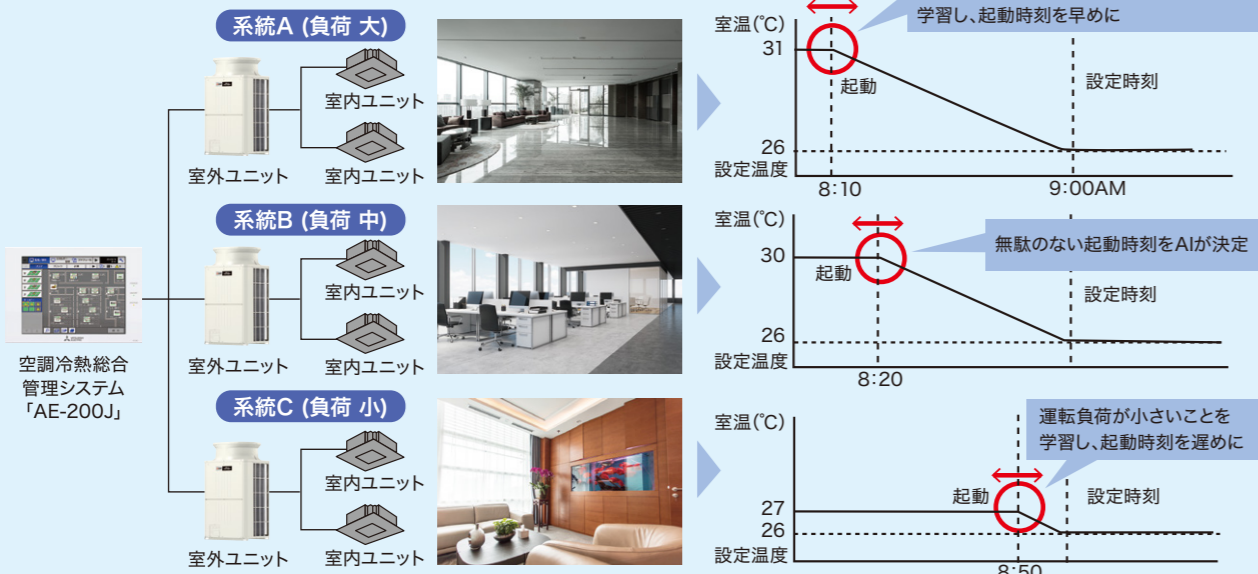 系統A (負荷 大)
室外ユニット
室内ユニット
室内ユニット
室温(℃)
31
26
設定温度
起動
学習し、起動時刻を早めに
設定時刻
8:10
9:00AM
空調冷熱総合
管理システム
「AE-200J」
系統B (負荷 中)
室外ユニット
室内ユニット
室内ユニット
室温(℃)
30
26
設定温度
起動
無駄のない起動時刻をAIが決定
設定時刻
8:20
系統C (負荷 小)
室外ユニット
室内ユニット
室内ユニット
室温(℃)
27
26
設定温度
起動
運転負荷が小さいことを
学習し、起動時刻を遅めに
設定時刻
8:50